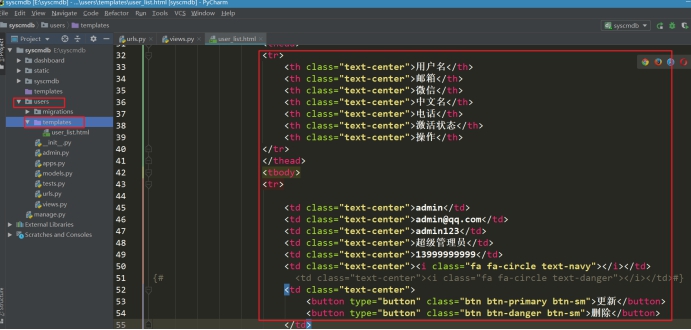 syscmdb [E:\syscmdb] - ...\users\templates\user_list.html - PyCharm
File Edit View Navigate Code Refactor Run Tools VCS Window Help
syscmdb users templates
syscmdb
Project
urls.py views.py user_list.html
syscmdb E:\syscmdb
dashboard
static
syscmdb
templates
users
migrations
templates
user_list.html
__init__.py
admin.py
apps.py
models.py
tests.py
urls.py
views.py
manage.py
External Libraries
Scratches and Consoles
31 <thead>
32 <tr>
33 <th class="text-center">用户名</th>
34 <th class="text-center">邮箱</th>
35 <th class="text-center">微信</th>
36 <th class="text-center">中文名</th>
37 <th class="text-center">电话</th>
38 <th class="text-center">激活状态</th>
39 <th class="text-center">操作</th>
40 </tr>
41 </thead>
42 <tbody>
43 <tr>
44
45 <td class="text-center">admin</td>
46 <td class="text-center">admin@qq.com</td>
47 <td class="text-center">admin123</td>
48 <td class="text-center">超级管理员</td>
49 <td class="text-center">13999999999</td>
50 <td class="text-center"><i class="fa fa-circle text-navy"></i></td>
51 {# <td class="text-center"><i class="fa fa-circle text-danger"></i></td>#}
52 <td class="text-center">
53 <button type="button" class="btn btn-primary btn-sm">更新</button>
54 <button type="button" class="btn btn-danger btn-sm">删除</button>
55 </td>